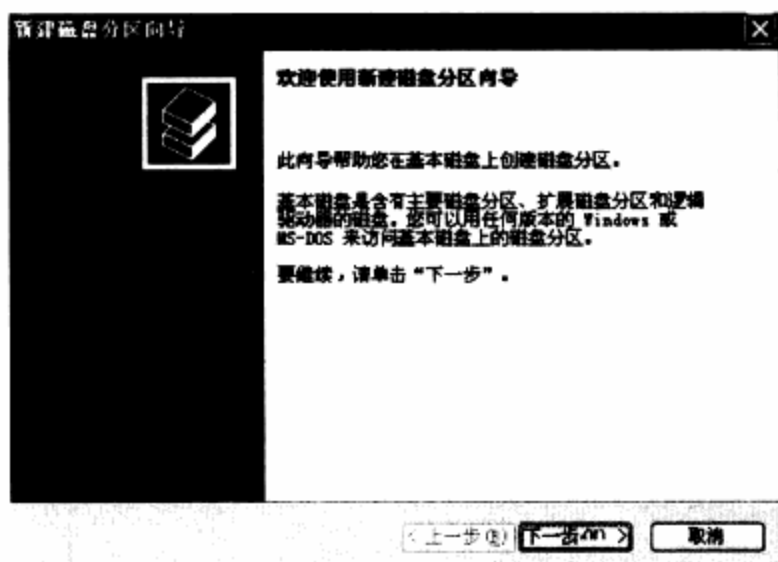 新建磁盘分区向导
欢迎使用新建磁盘分区向导
此向导帮助您在基本磁盘上创建磁盘分区。
基本磁盘是含有主要磁盘分区、扩展磁盘分区和逻辑
驱动器的磁盘。您可以用任何版本的 Windows 或
MS-DOS 来访问基本磁盘上的磁盘分区。
要继续，请单击“下一步”。
< 上一步(B) 下一步(N) > 取消